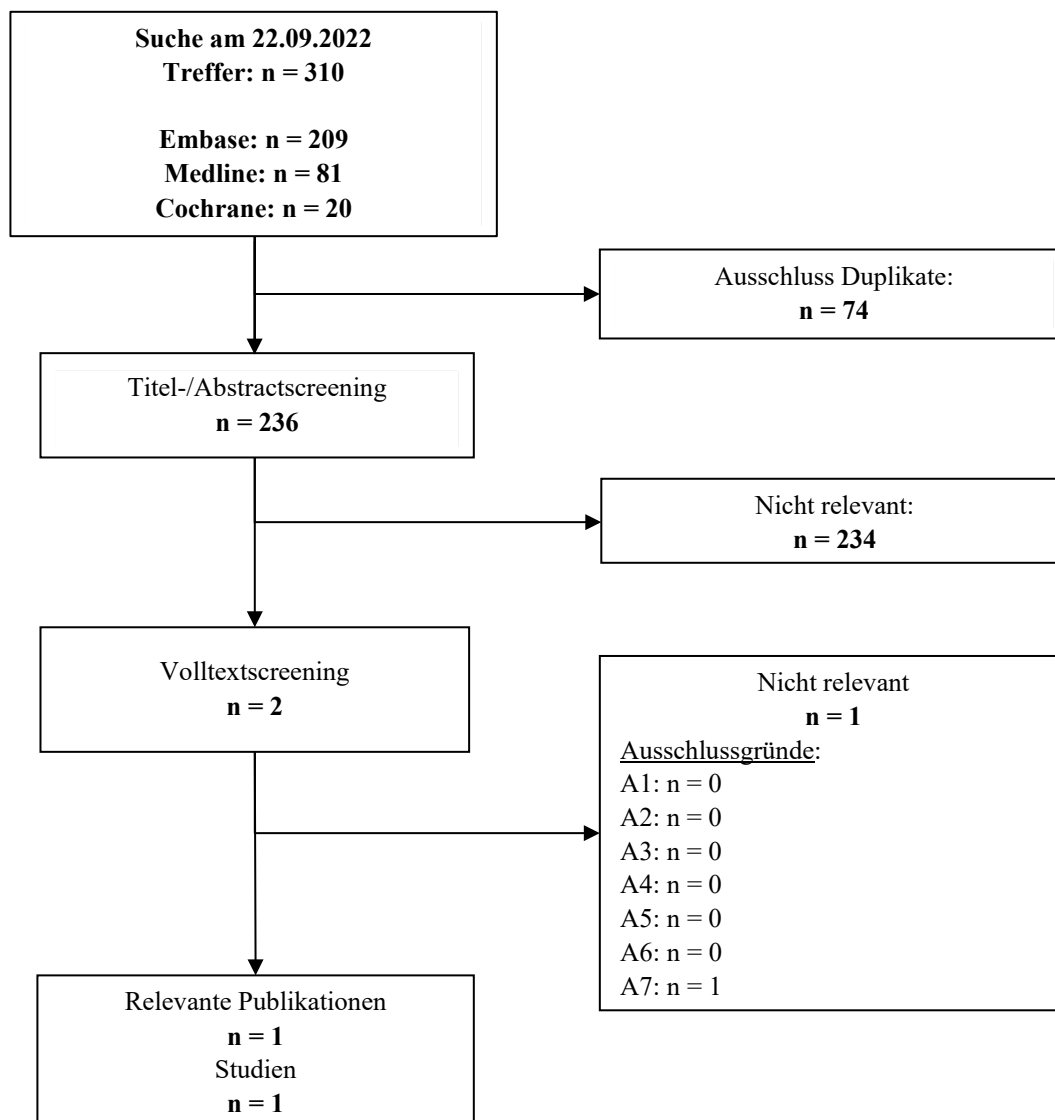 Suche am 22.09.2022
Treffer: n = 310
Embase: n = 209
Medline: n = 81
Cochrane: n = 20
Ausschluss Duplikate:
n = 74
Titel-/Abstractscreening
n = 236
Nicht relevant:
n = 234
Volltextscreening
n = 2
Nicht relevant
n = 1
Ausschlussgründe:
A1: n = 0
A2: n = 0
A3: n = 0
A4: n = 0
A5: n = 0
A6: n = 0
A7: n = 1
Relevante Publikationen
n = 1
Studien
n = 1